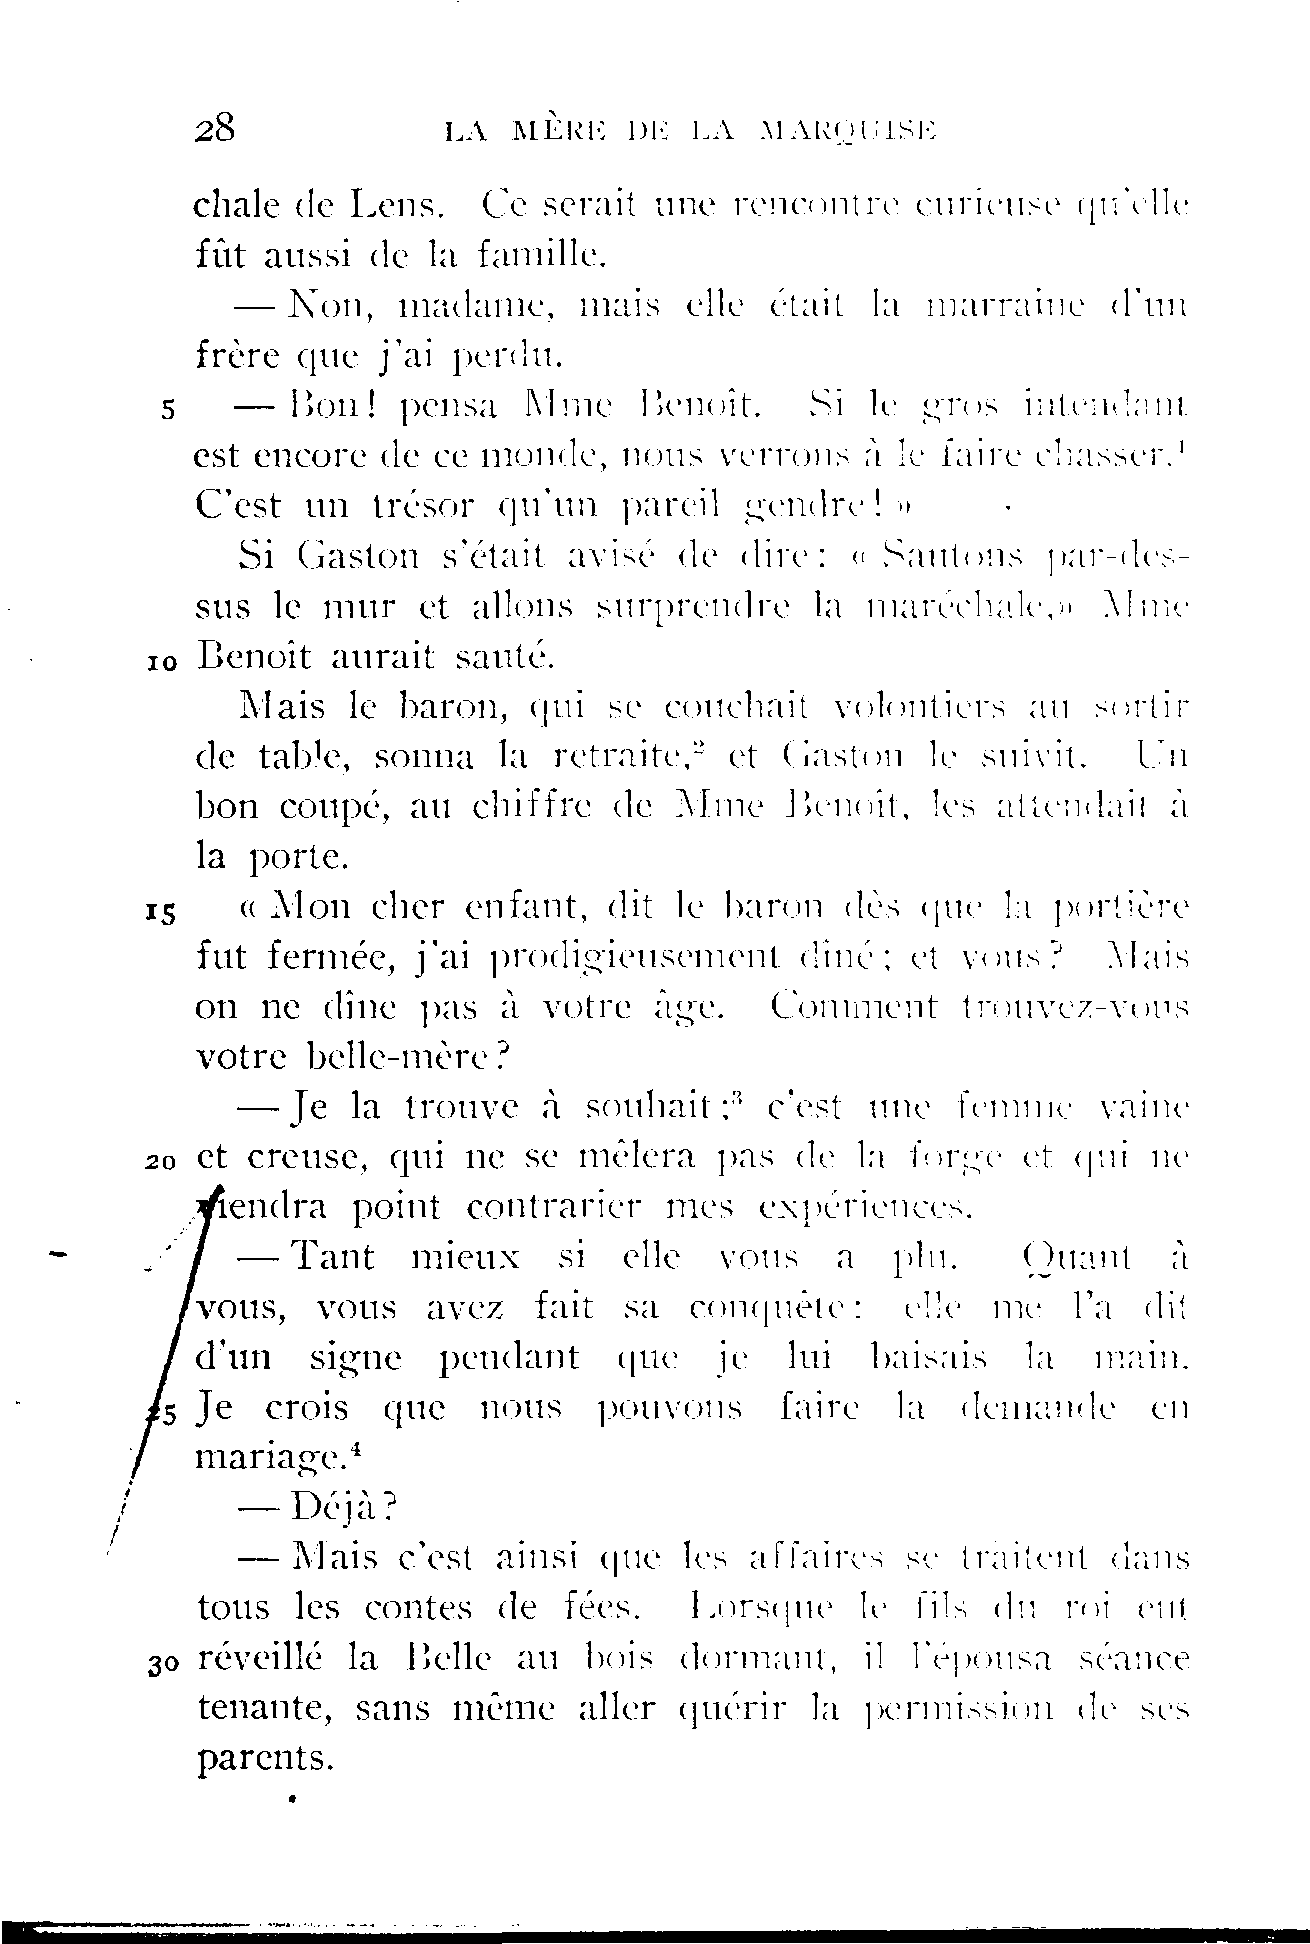 28 LA MÈRE DE LA MARQUISE
chale de Lens. Ce serait une rencontre curieuse qu'elle
fût aussi de la famille.
— Non, madame, mais elle était la marraine d'un
frère que j'ai perdu.
5 — Bon! pensa Mme Benoît. Si le gros intendant
est encore de ce monde, nous verrons à le faire chasser.¹
C'est un trésor qu'un pareil gendre! »
Si Gaston s'était avisé de dire: « Sautons par-des-
sus le mur et allons surprendre la maréchale,» Mme
10 Benoît aurait sauté.
Mais le baron, qui se couchait volontiers au sortir
de table, sonna la retraite,² et Gaston le suivit. Un
bon coupé, au chiffre de Mme Benoît, les attendait à
la porte.
15 « Mon cher enfant, dit le baron dès que la portière
fut fermée, j'ai prodigieusement dîné; et vous? Mais
on ne dîne pas à votre âge. Comment trouvez-vous
votre belle-mère?
— Je la trouve à souhait;³ c'est une femme vaine
20 et creuse, qui ne se mêlera pas de la forge et qui ne
viendra point contrarier mes expériences.
— Tant mieux si elle vous a plu. Quant à
vous, vous avez fait sa conquête: elle me l'a dit
d'un signe pendant que je lui baisais la main.
25 Je crois que nous pouvons faire la demande en
mariage.⁴
— Déjà?
— Mais c'est ainsi que les affaires se traitent dans
tous les contes de fées. Lorsque le fils du roi eut
30 réveillé la Belle au bois dormant, il l'épousa séance
tenante, sans même aller quérir la permission de ses
parents.